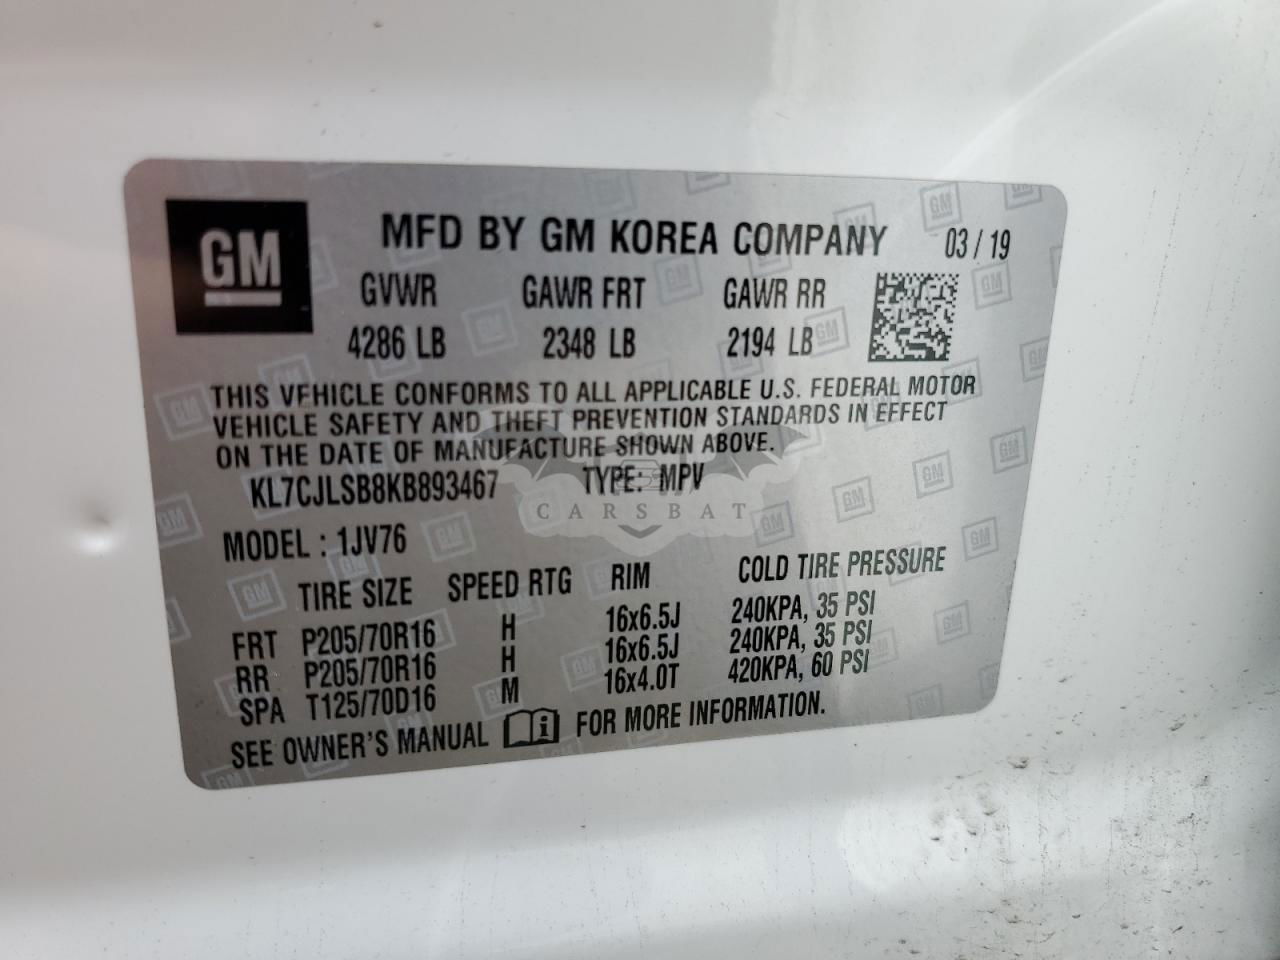 GM
MFD BY GM KOREA COMPANY 03 / 19
GVWR GAWR FRT GAWR RR
4286 LB 2348 LB 2194 LB
THIS VEHICLE CONFORMS TO ALL APPLICABLE U.S. FEDERAL MOTOR
VEHICLE SAFETY AND THEFT PREVENTION STANDARDS IN EFFECT
ON THE DATE OF MANUFACTURE SHOWN ABOVE.
KL7CJLSB8KB893467 TYPE: MPV
CARSBAT
MODEL : 1JV76
TIRE SIZE SPEED RTG RIM COLD TIRE PRESSURE
FRT P205/70R16 H 16x6.5J 240KPA, 35 PSI
RR P205/70R16 H 16x6.5J 240KPA, 35 PSI
SPA T125/70D16 M 16x4.0T 420KPA, 60 PSI
SEE OWNER'S MANUAL FOR MORE INFORMATION.